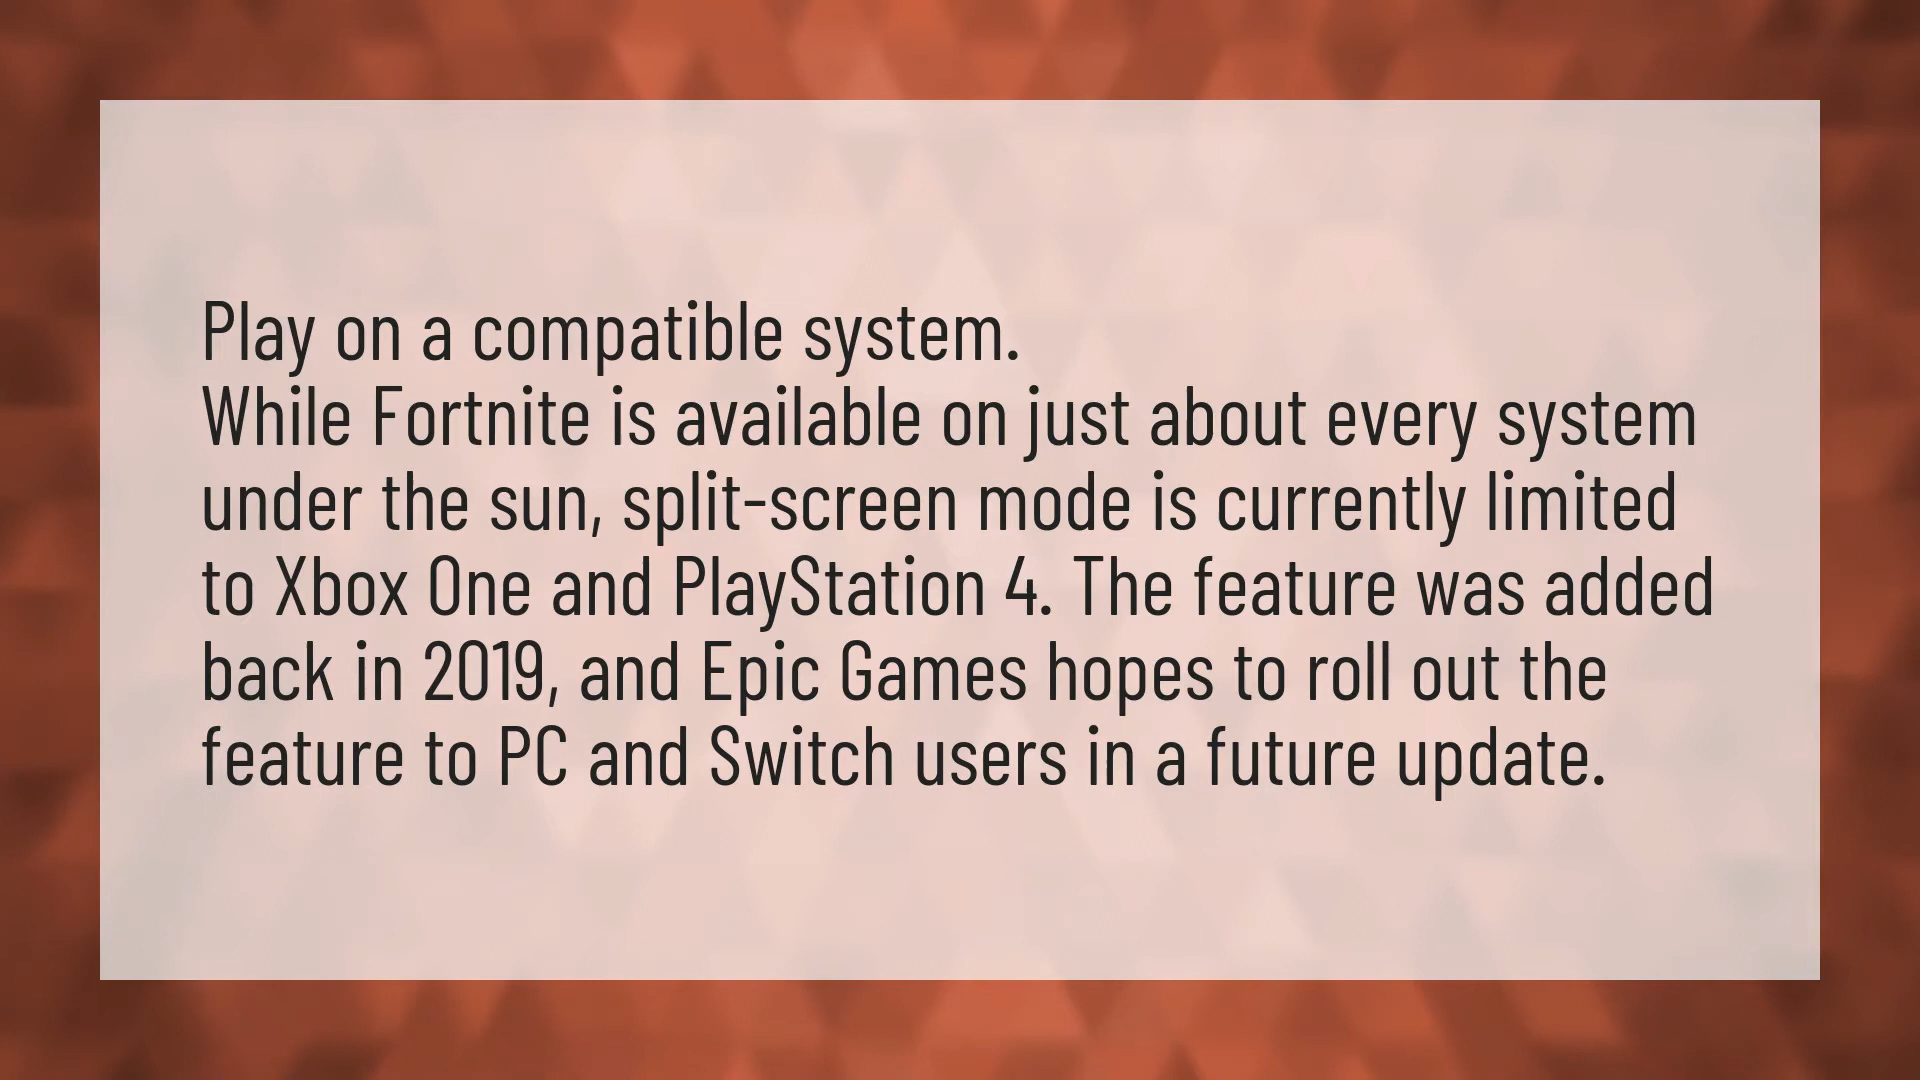 Play on a compatible system.
While Fortnite is available on just about every system
under the sun, split-screen mode is currently limited
to Xbox One and PlayStation 4. The feature was added
back in 2019, and Epic Games hopes to roll out the
feature to PC and Switch users in a future update.